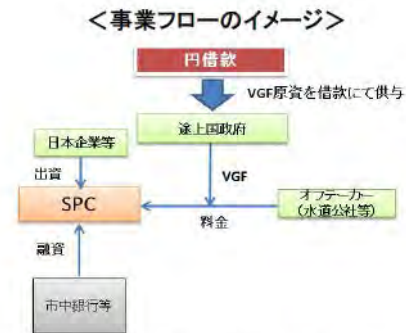 ＜事業フローのイメージ＞
円借款
VGF原資を借款にて供与
途上国政府
日本企業等
出資
VGF
SPC
オフテーカー
(水道公社等)
料金
融資
市中銀行等